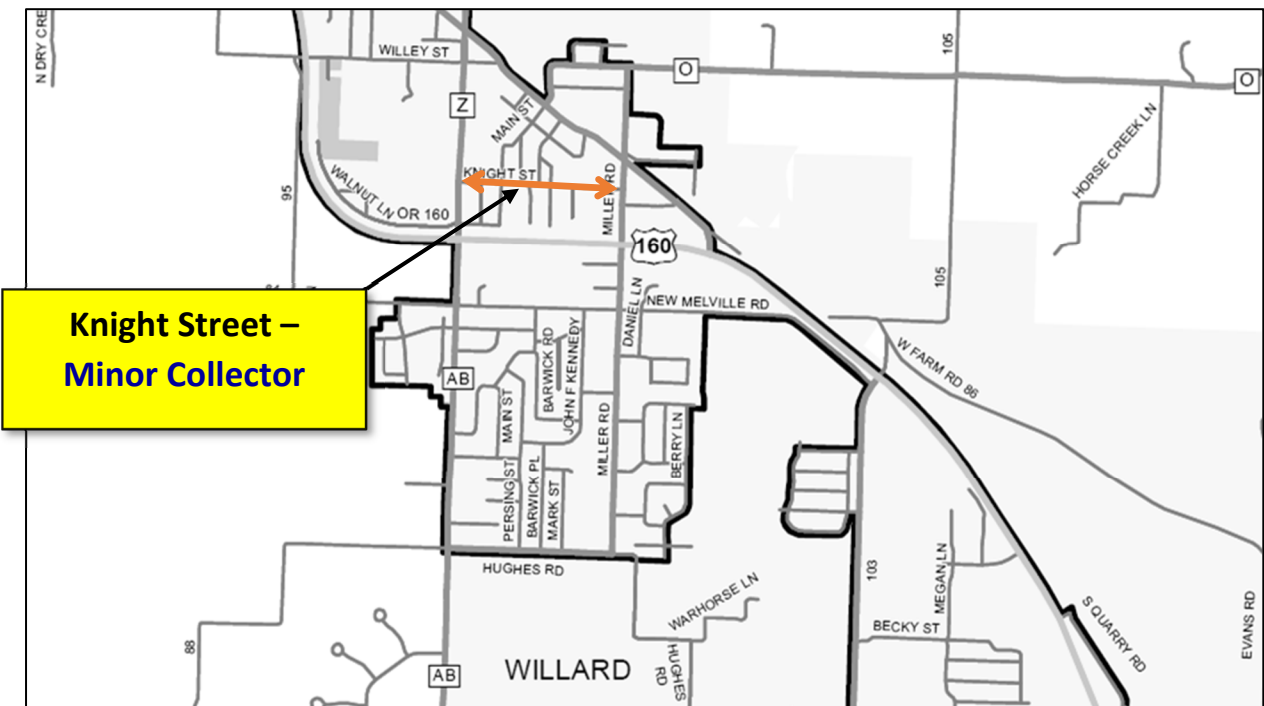 N DRY CRE
WILLEY ST
O
105
O
Z
MAIN ST
HORSE CREEK LN
KNIGHT ST
MILLER RD
WALNUT LN
OR 160
95
160
105
Knight Street –
Minor Collector
NEW MELVILLE RD
DANIEL LN
BARWICK RD
JOHN F KENNEDY
W FARM RD 86
AB
MAIN ST
MILLER RD
BERRY LN
PERSING ST
BARWICK PL
MARK ST
HUGHES RD
103
MEGAN LN
WARHORSE LN
BECKY ST
S QUARRY RD
EVANS RD
88
AB
WILLARD
HUGHES
RD